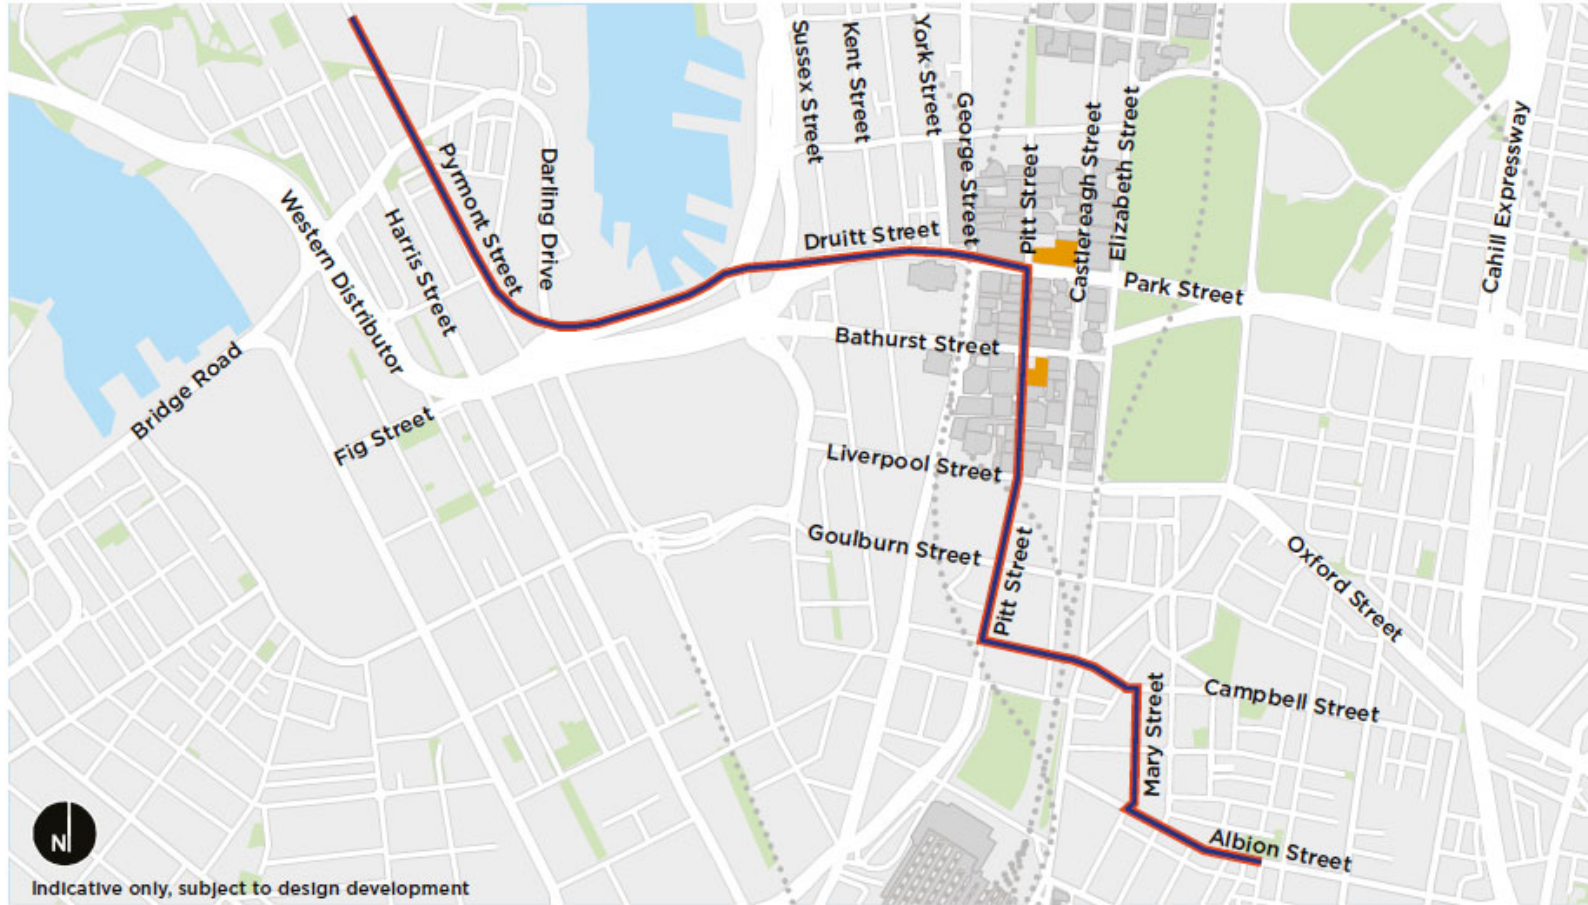 Sussex Street
Kent Street
York Street
George Street
Pitt Street
Castlereagh Street
Elizabeth Street
Cahill Expressway
Pyrmont Street
Darling Drive
Harris Street
Western Distributor
Druitt Street
Park Street
Bathurst Street
Bridge Road
Fig Street
Liverpool Street
Goulburn Street
Pitt Street
Oxford Street
Campbell Street
Mary Street
Albion Street
N
Indicative only, subject to design development